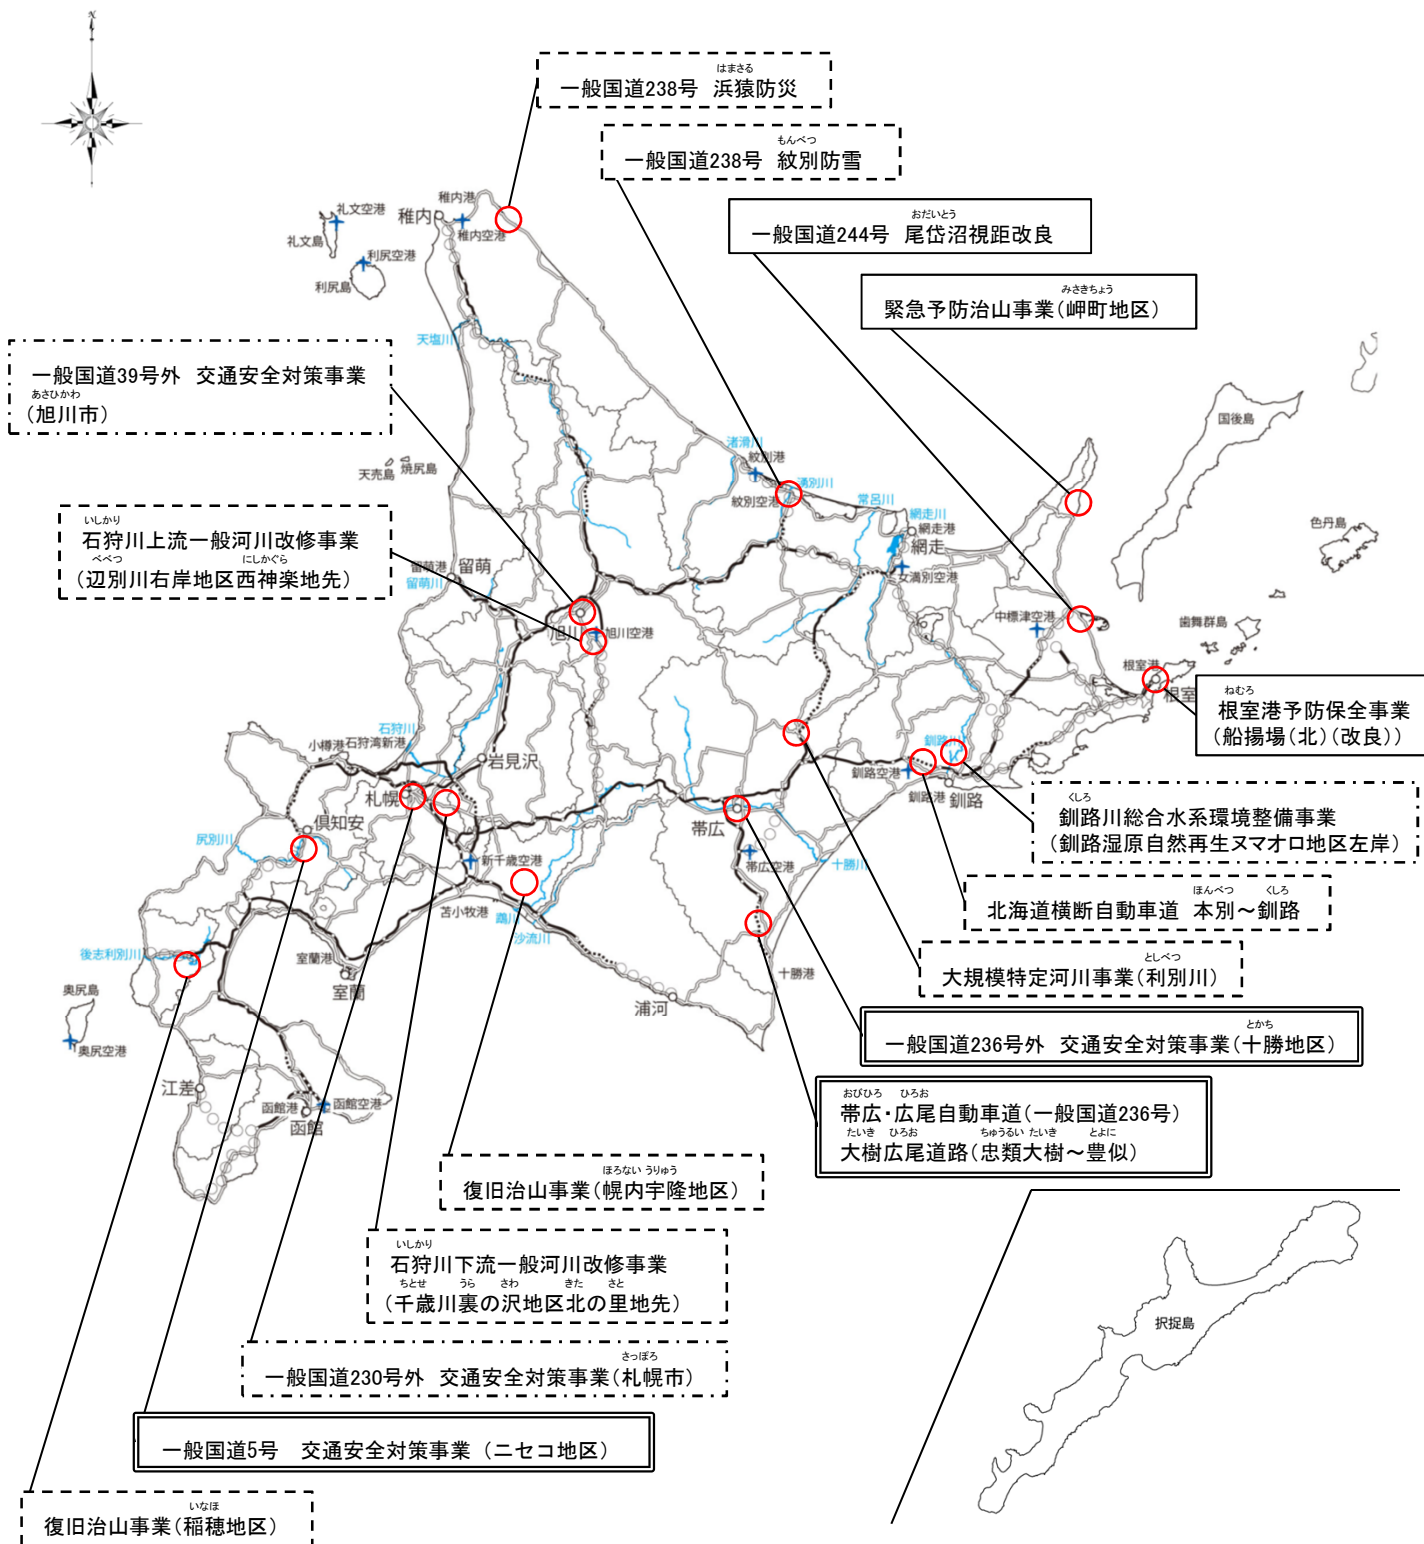 N
はまさる
一般国道238号 浜猿防災
もんべつ
一般国道238号 紋別防雪
おだいとう
一般国道244号 尾岱沼視距改良
みさきちょう
緊急予防治山事業(岬町地区)
一般国道39号外 交通安全対策事業
あさひかわ
(旭川市)
いしかり
石狩川上流一般河川改修事業
べべつ にしかぐら
(辺別川右岸地区西神楽地先)
礼文空港
礼文島
利尻空港
利尻島
稚内港
稚内
稚内空港
天塩川
国後島
色丹島
歯舞群島
天売島
焼尻島
渚滑川
紋別港
紋別空港
湧別川
常呂川
網走川
網走港
網走
女満別空港
留萌港
留萌
留萌川
旭川
旭川空港
中標津空港
根室港
根室
ねむろ
根室港予防保全事業
(船揚場(北)(改良))
石狩川
小樽港
石狩湾新港
岩見沢
札幌
釧路川
釧路空港
釧路港
釧路
くしろ
釧路川総合水系環境整備事業
(釧路湿原自然再生ヌマオロ地区左岸)
倶知安
尻別川
帯広
帯広空港
十勝川
新千歳空港
苫小牧港
鵡川
沙流川
ほんべつ くしろ
北海道横断自動車道 本別~釧路
後志利別川
室蘭港
室蘭
十勝港
としべつ
大規模特定河川事業(利別川)
奥尻島
奥尻空港
浦河
とかち
一般国道236号外 交通安全対策事業(十勝地区)
江差
函館港
函館空港
函館
おびひろ ひろお
帯広・広尾自動車道(一般国道236号)
たいき ひろお ちゅうるい たいき とよに
大樹広尾道路(忠類大樹~豊似)
ほろない うりゅう
復旧治山事業(幌内宇隆地区)
いしかり
石狩川下流一般河川改修事業
ちとせ うら さわ きた さと
(千歳川裏の沢地区北の里地先)
さっぽろ
一般国道230号外 交通安全対策事業(札幌市)
択捉島
一般国道5号 交通安全対策事業(ニセコ地区)
いなほ
復旧治山事業(稲穂地区)